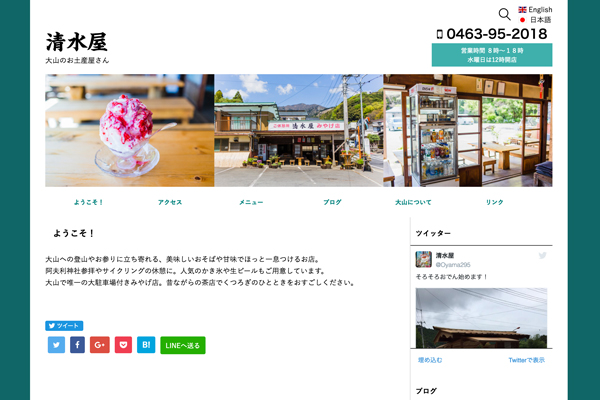 English
日本語
清水屋
大山のお土産屋さん
0463-95-2018
営業時間 8時〜18時
水曜日は12時開店
清水屋 みやげ店
ようこそ!
アクセス
メニュー
ブログ
大山について
リンク
ようこそ!
大山への登山やお参りに立ち寄れる、美味しいおそばや甘味でほっと一息つけるお店。
阿夫利神社参拝やサイクリングの休憩に。人気のかき氷や生ビールもご用意しています。
大山で唯一の大駐車場付きみやげ店。昔ながらの茶店でくつろぎのひとときをおすごしください。
ツイート
B!
LINEへ送る
ツイッター
清水屋
@Oyama295
そろそろおでん始めます!
埋め込む
Twitterで表示
ブログ